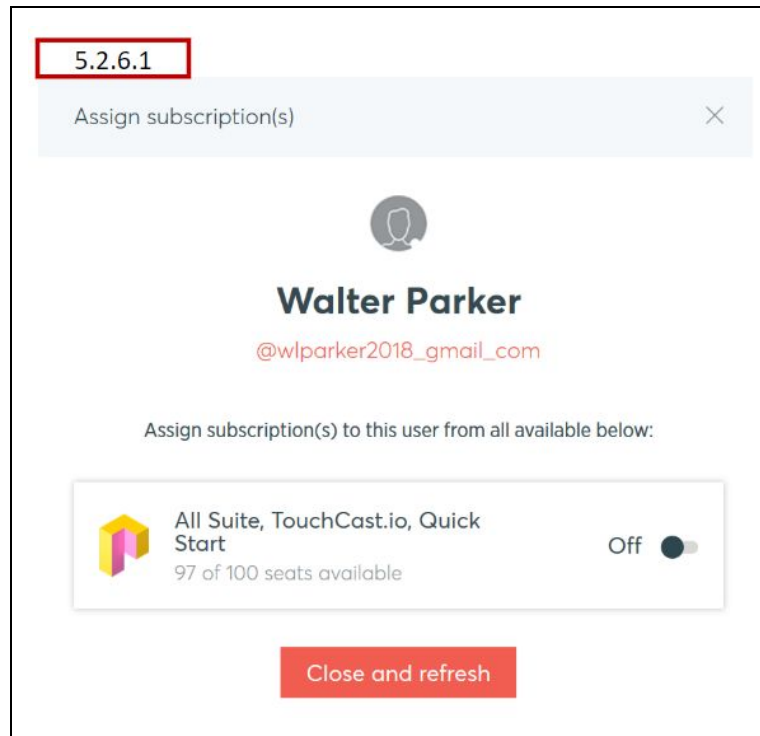 5.2.6.1
Assign subscription(s)
Walter Parker
@wlparker2018_gmail_com
Assign subscription(s) to this user from all available below:
All Suite, TouchCast.io, Quick
Start
97 of 100 seats available
Off
Close and refresh